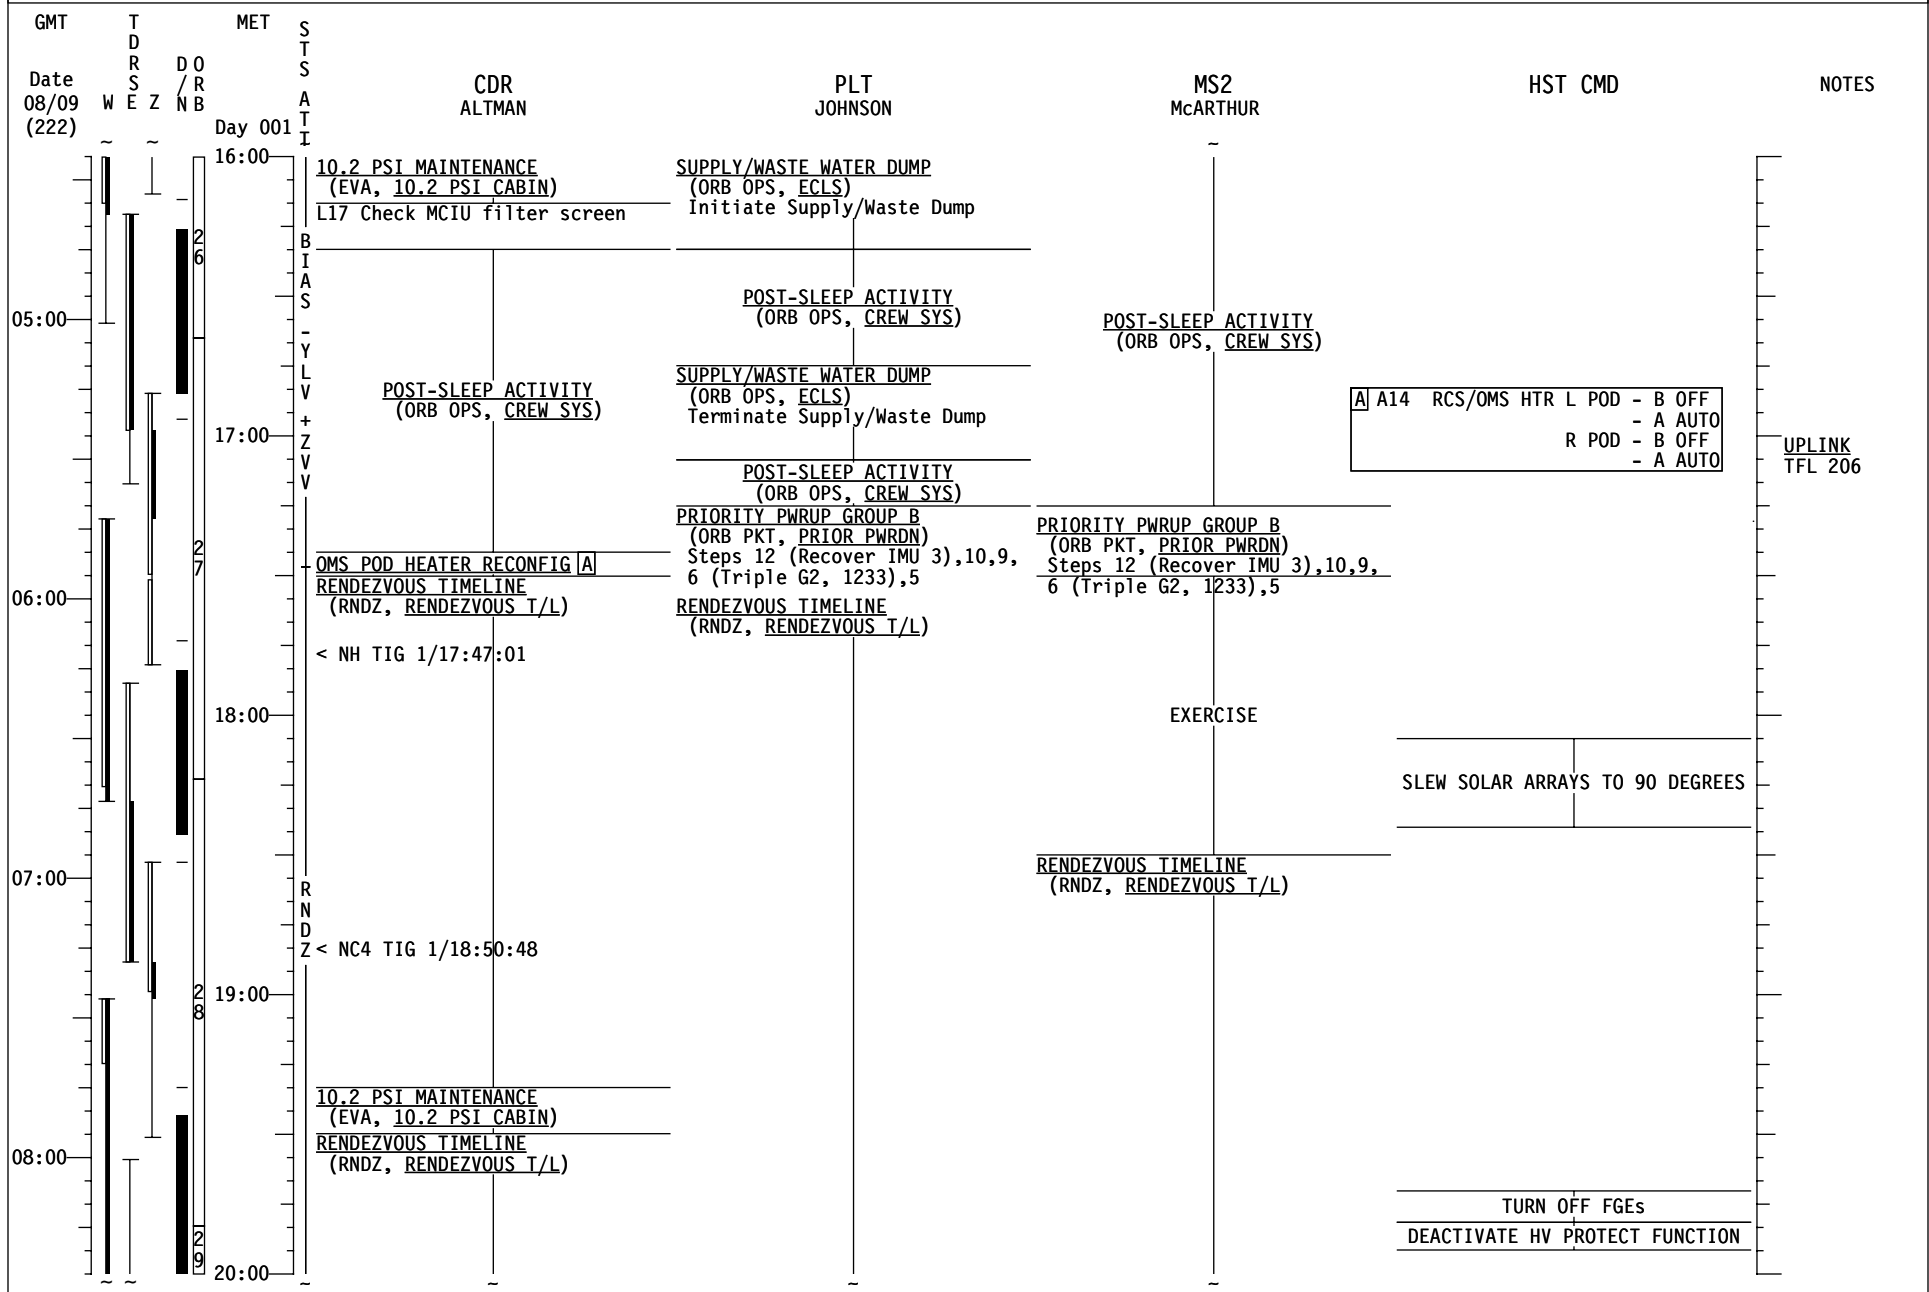 GMT
TDRS
MET
STS ATT
D/N
ORB
Date
08/09
(222)
W E Z
Day 001
CDR
ALTMAN
PLT
JOHNSON
MS2
McARTHUR
HST CMD
NOTES
~ ~ ~ ~
16:00
10.2 PSI MAINTENANCE
(EVA, 10.2 PSI CABIN)
L17 Check MCIU filter screen
SUPPLY/WASTE WATER DUMP
(ORB OPS, ECLS)
Initiate Supply/Waste Dump
26
BIAS -YLV +ZVV
05:00
POST-SLEEP ACTIVITY
(ORB OPS, CREW SYS)
POST-SLEEP ACTIVITY
(ORB OPS, CREW SYS)
POST-SLEEP ACTIVITY
(ORB OPS, CREW SYS)
SUPPLY/WASTE WATER DUMP
(ORB OPS, ECLS)
Terminate Supply/Waste Dump
A A14 RCS/OMS HTR L POD - B OFF
- A AUTO
R POD - B OFF
- A AUTO
17:00
UPLINK
TFL 206
POST-SLEEP ACTIVITY
(ORB OPS, CREW SYS)
PRIORITY PWRUP GROUP B
(ORB PKT, PRIOR PWRDN)
Steps 12 (Recover IMU 3),10,9,
6 (Triple G2, 1233),5
PRIORITY PWRUP GROUP B
(ORB PKT, PRIOR PWRDN)
Steps 12 (Recover IMU 3),10,9,
6 (Triple G2, 1233),5
27
OMS POD HEATER RECONFIG A
RENDEZVOUS TIMELINE
(RNDZ, RENDEZVOUS T/L)
06:00
RENDEZVOUS TIMELINE
(RNDZ, RENDEZVOUS T/L)
< NH TIG 1/17:47:01
18:00
EXERCISE
SLEW SOLAR ARRAYS TO 90 DEGREES
RENDEZVOUS TIMELINE
(RNDZ, RENDEZVOUS T/L)
07:00
RNDZ
< NC4 TIG 1/18:50:48
28
19:00
10.2 PSI MAINTENANCE
(EVA, 10.2 PSI CABIN)
RENDEZVOUS TIMELINE
(RNDZ, RENDEZVOUS T/L)
08:00
TURN OFF FGEs
DEACTIVATE HV PROTECT FUNCTION
29
20:00
~ ~ ~ ~ ~ ~